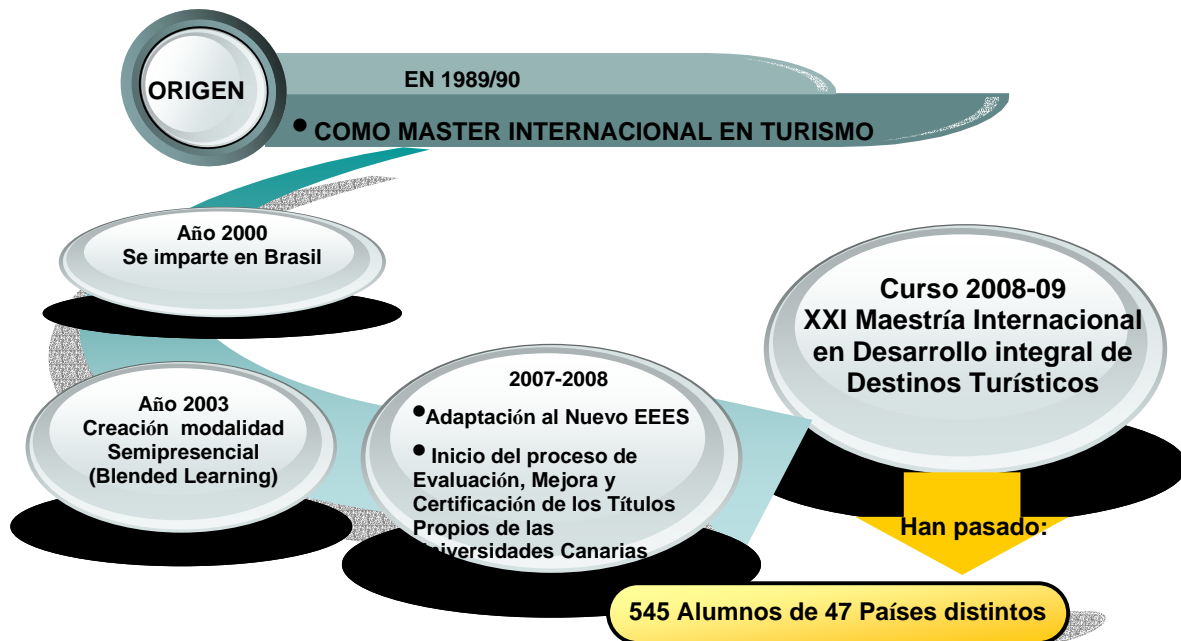 ORIGEN
EN 1989/90
• COMO MASTER INTERNACIONAL EN TURISMO
Año 2000
Se imparte en Brasil
Año 2003
Creación modalidad
Semipresencial
(Blended Learning)
2007-2008
•Adaptación al Nuevo EEES
• Inicio del proceso de
Evaluación, Mejora y
Certificación de los Títulos
Propios de las
Universidades Canarias
Curso 2008-09
XXI Maestría Internacional
en Desarrollo integral de
Destinos Turísticos
Han pasado:
545 Alumnos de 47 Países distintos